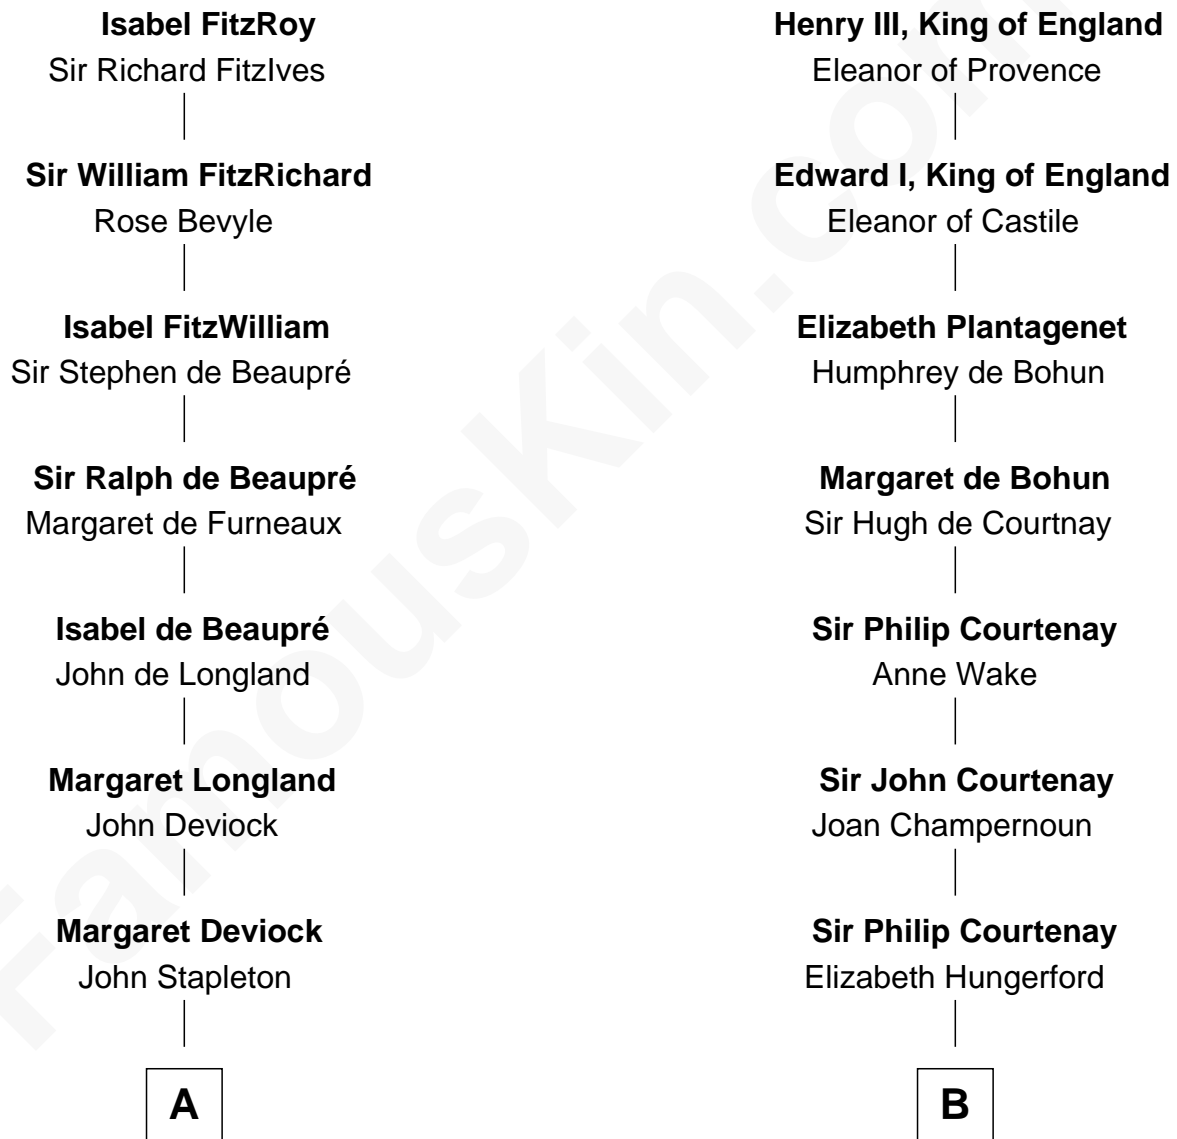 Isabel FitzRoy
Sir Richard FitzIves
Sir William FitzRichard
Rose Bevyle
Isabel FitzWilliam
Sir Stephen de Beaupré
Sir Ralph de Beaupré
Margaret de Furneaux
Isabel de Beaupré
John de Longland
Margaret Longland
John Deviock
Margaret Deviock
John Stapleton
A
Henry III, King of England
Eleanor of Provence
Edward I, King of England
Eleanor of Castile
Elizabeth Plantagenet
Humphrey de Bohun
Margaret de Bohun
Sir Hugh de Courtnay
Sir Philip Courtenay
Anne Wake
Sir John Courtenay
Joan Champernoun
Sir Philip Courtenay
Elizabeth Hungerford
B
FamousKin.com